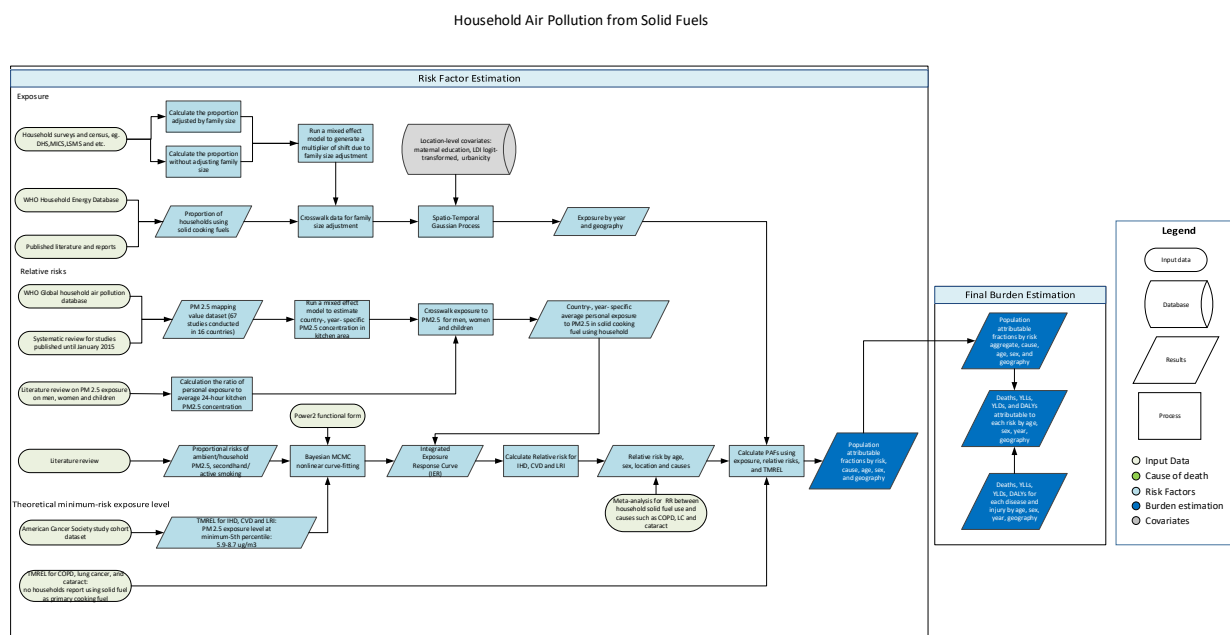 Household Air Pollution from Solid Fuels
Risk Factor Estimation
Exposure
Household surveys and census, eg.
DHS,MICS,LSMS and etc.
Calculate the proportion
adjusted by family size
Calculate the proportion
without adjusting family
size
Run a mixed effect
model to generate a
multiplier of shift due to
family size adjustment
Location-level covariates:
maternal education, LDI logit-
transformed, urbanicity
WHO Household Energy Database
Published literature and reports
Proportion of
households using
solid cooking fuels
Crosswalk data for family
size adjustment
Spatio-Temporal
Gaussian Process
Exposure by year
and geography
Relative risks
WHO Global household air pollution
database
Systematic review for studies
published until January 2015
PM 2.5 mapping
value dataset (67
studies conducted
in 16 countries)
Run a mixed effect
model to estimate
country-, year- specific
PM2.5 concentration in
kitchen area
Crosswalk exposure to
PM2.5 for men, women
and children
Country-, year- specific
average personal exposure
to PM2.5 in solid cooking
fuel using household
Literature review on PM 2.5 exposure
on men, women and children
Calculation the ratio of
personal exposure to
average 24-hour kitchen
PM2.5 concentration
Power2 functional form
Literature review
Proportional risks of
ambient/household
PM2.5, secondhand/
active smoking
Bayesian MCMC
nonlinear curve-fitting
Integrated
Exposure
Response Curve
(IER)
Calculate Relative risk for
IHD, CVD and LRI
Relative risk by age,
sex, location and causes
Calculate PAFs using
exposure, relative risks,
and TMREL
Population
attributable
fractions by risk,
cause, age, sex,
and geography
Meta-analysis for RR between
household solid fuel use and
causes such as COPD, LC and
cataract
Theoretical minimum-risk exposure level
American Cancer Society study cohort
dataset
TMREL for IHD, CVD and LRI:
PM 2.5 exposure level at
minimum-5th percentile:
5.9-8.7 ug/m3
TMREL for COPD, lung cancer, and
cataract:
no households report using solid fuel
as primary cooking fuel
Final Burden Estimation
Population
attributable
fractions by risk
aggregate, cause,
age, sex, and
geography
Deaths, YLLs,
YLDs, and DALYs
attributable to
each risk by age,
sex, year,
geography
Deaths, YLLs,
YLDs, DALYs for
each disease and
injury by age, sex,
year, geography
Legend
Input data
Database
Results
Process
Input Data
Cause of death
Risk Factors
Burden estimation
Covariates